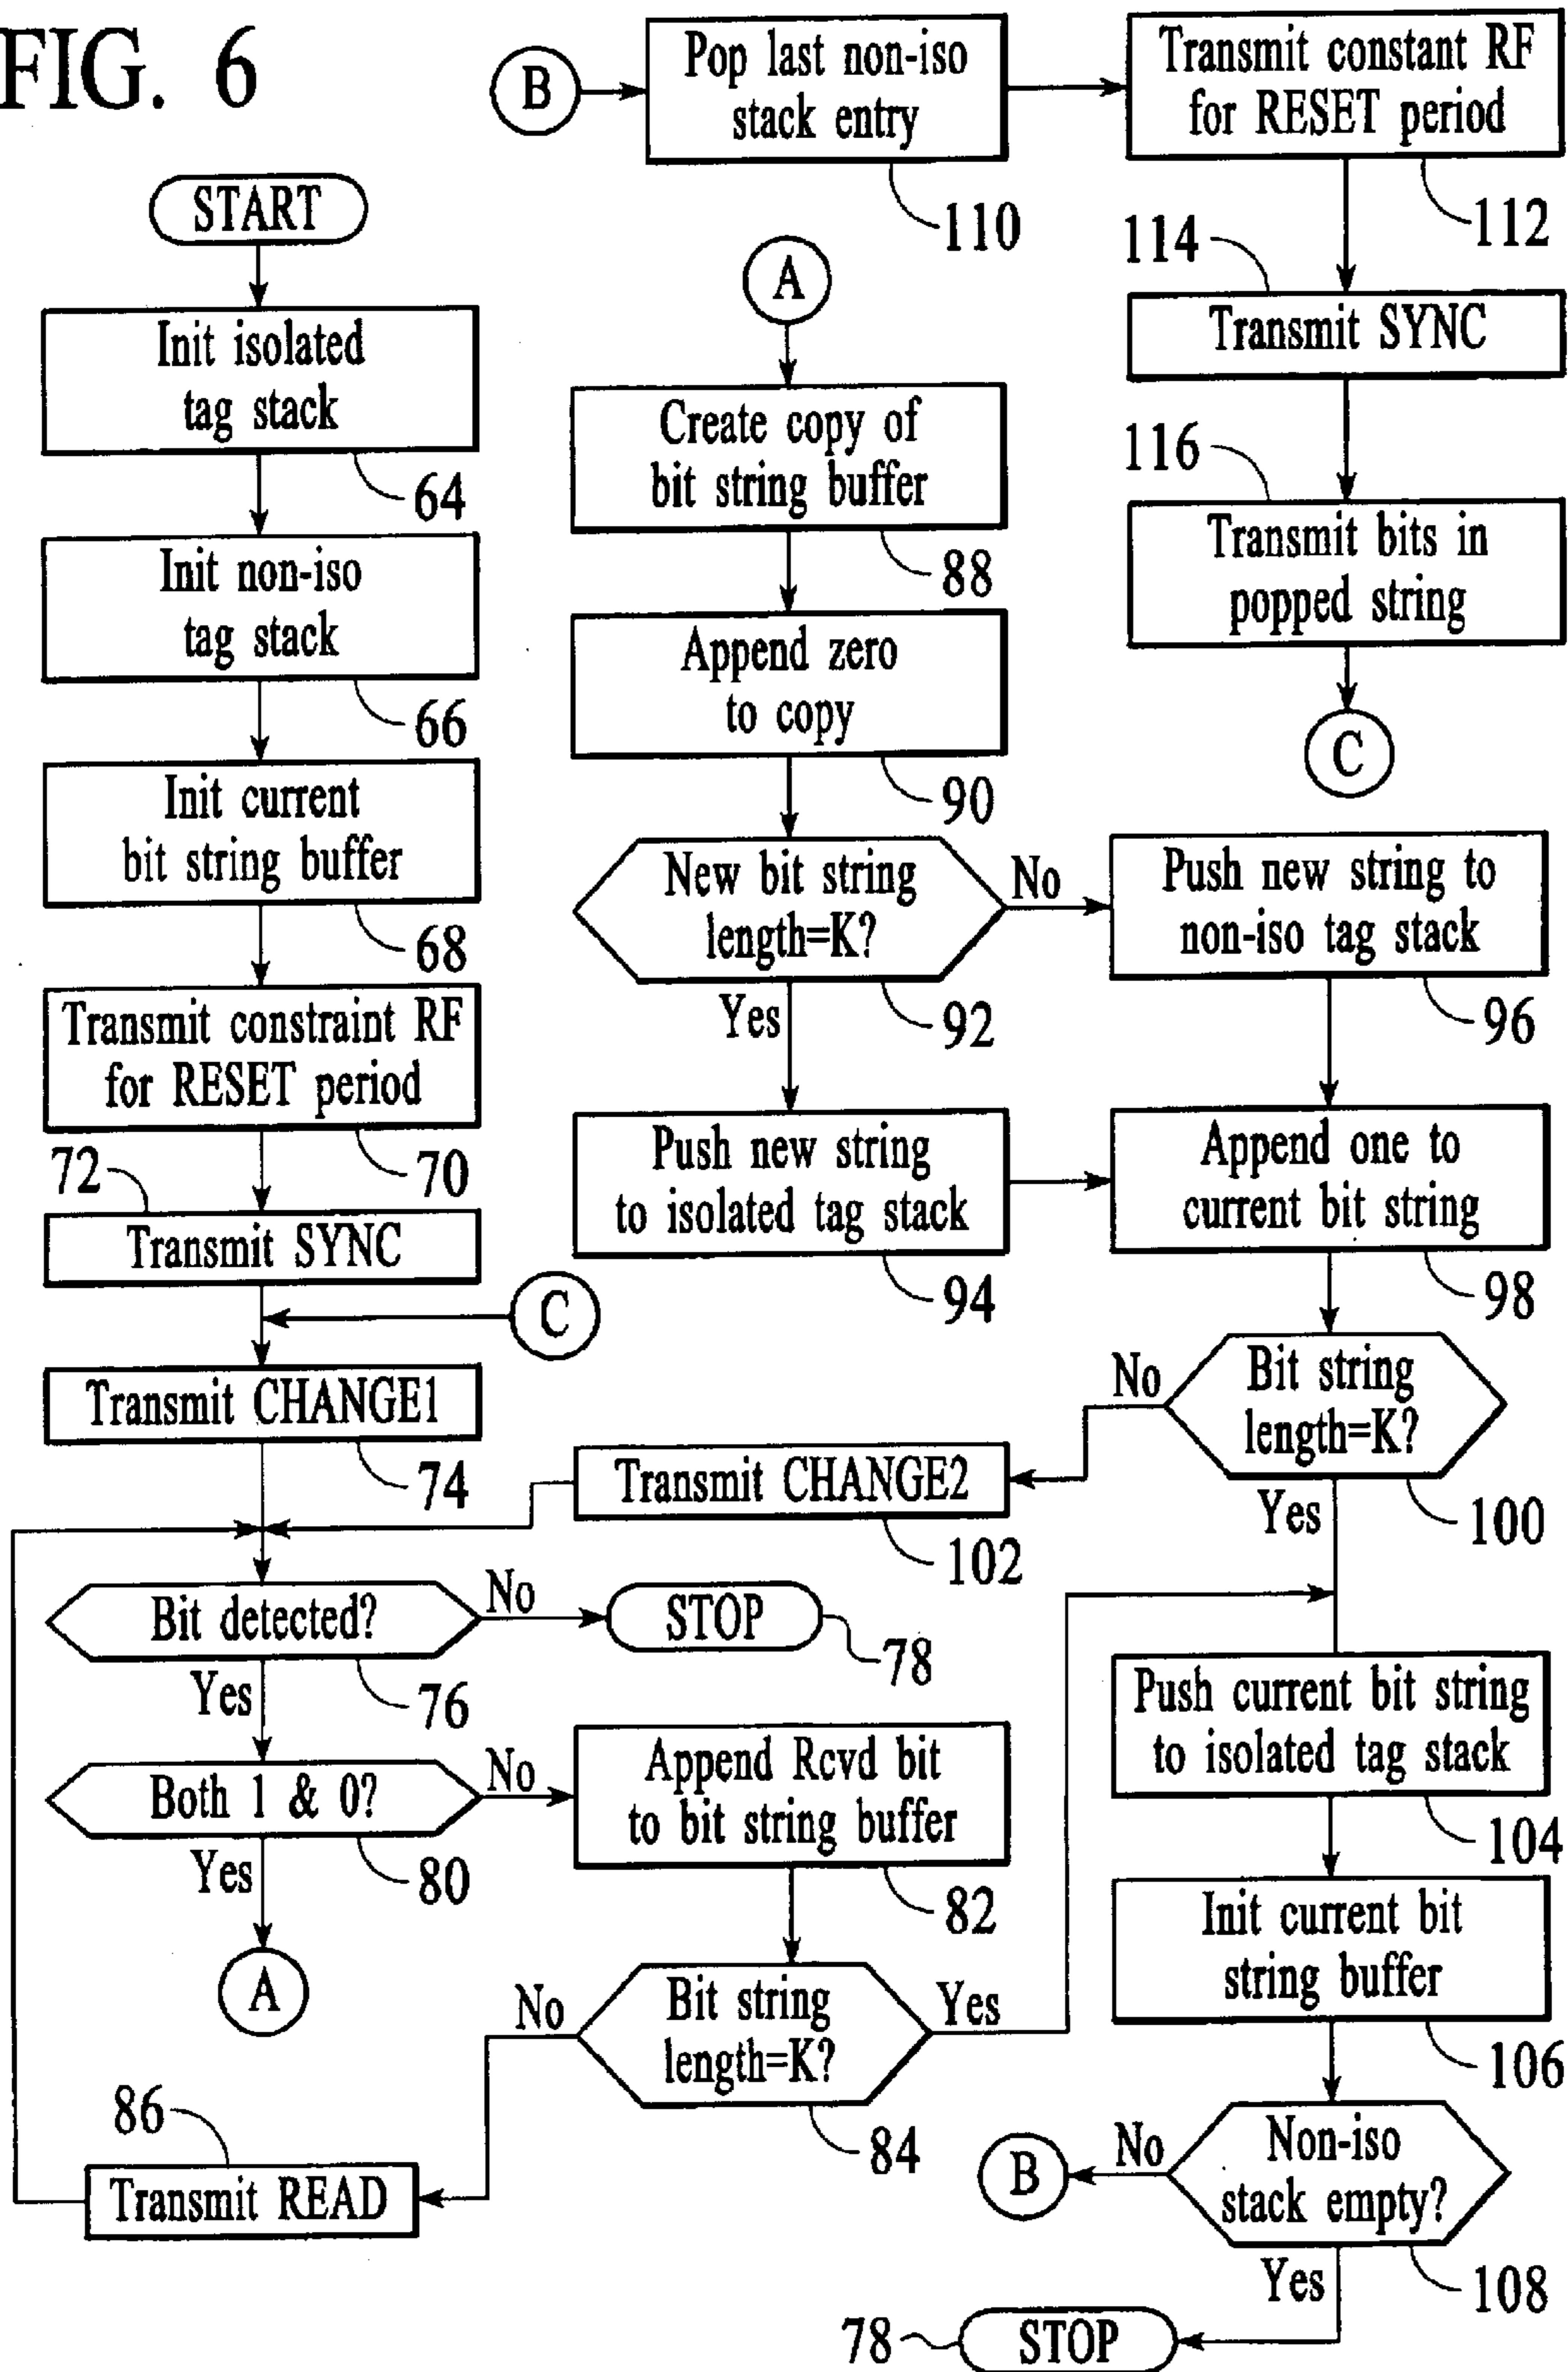 FIG. 6
START
Init isolated
tag stack
64
Init non-iso
tag stack
66
Init current
bit string buffer
68
Transmit constraint RF
for RESET period
70
72
Transmit SYNC
C
Transmit CHANGE1
74
Bit detected?
No
STOP
78
Yes
76
Both 1 & 0?
No
Yes
80
A
Append Rcvd bit
to bit string buffer
82
Bit string
length=K?
No
Yes
84
86
Transmit READ
A
Create copy of
bit string buffer
88
Append zero
to copy
90
New bit string
length=K?
No
Yes
92
Push new string
to isolated tag stack
94
Push new string to
non-iso tag stack
96
Append one to
current bit string
98
Bit string
length=K?
No
Yes
100
Transmit CHANGE2
102
Push current bit string
to isolated tag stack
104
Init current bit
string buffer
106
Non-iso
stack empty?
No
B
Yes
108
78
STOP
B
Pop last non-iso
stack entry
110
Transmit constant RF
for RESET period
112
114
Transmit SYNC
116
Transmit bits in
popped string
C